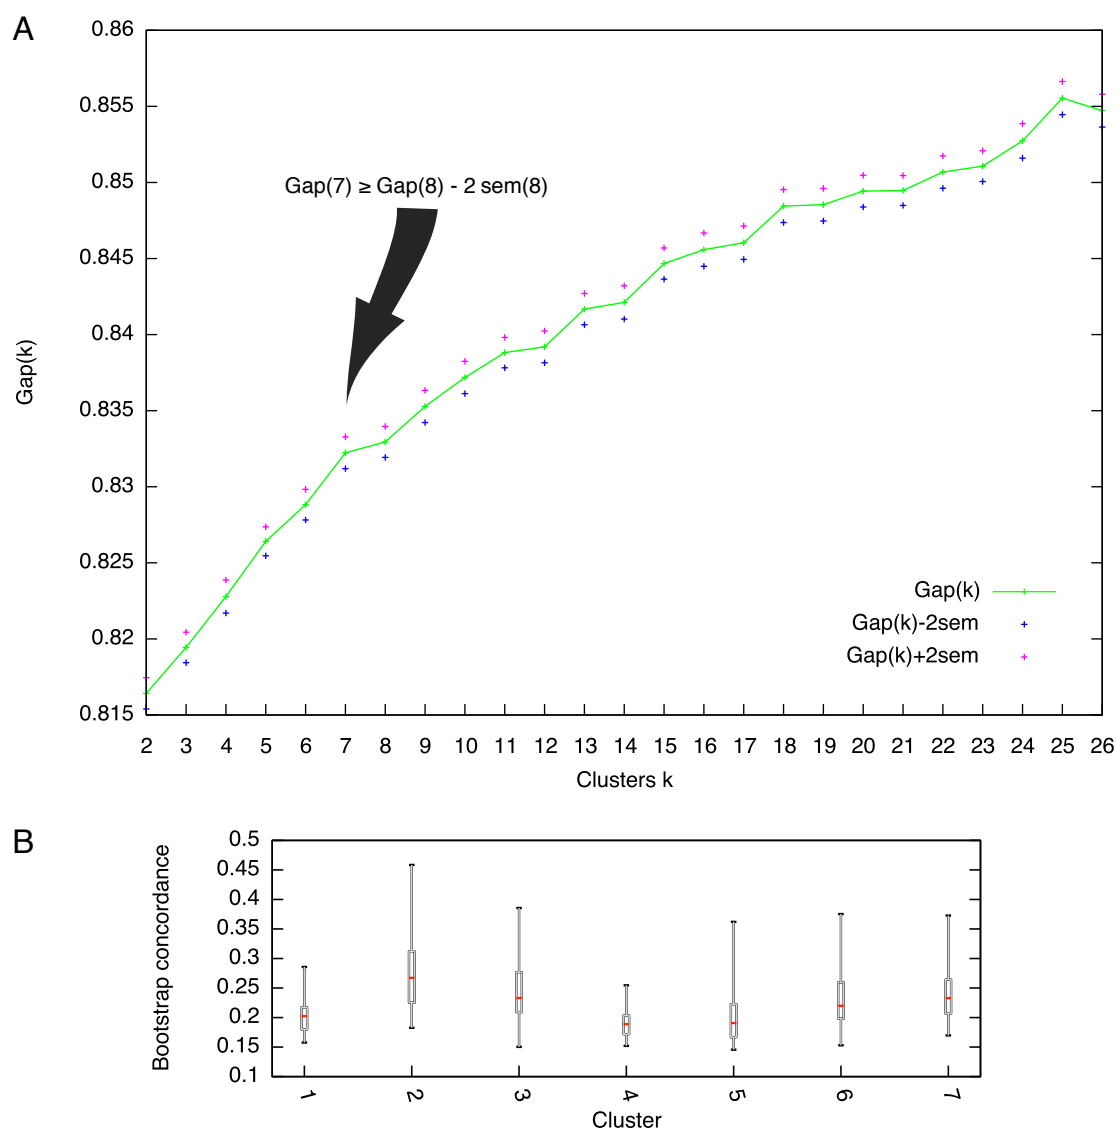 A
0.86
0.855
0.85
0.845
0.84
0.835
0.83
0.825
0.82
0.815
Gap(k)
Gap(7) ≥ Gap(8) - 2 sem(8)
Gap(k)
Gap(k)-2sem
Gap(k)+2sem
2 3 4 5 6 7 8 9 10 11 12 13 14 15 16 17 18 19 20 21 22 23 24 25 26
Clusters k
B
0.5
0.45
0.4
0.35
0.3
0.25
0.2
0.15
0.1
Bootstrap concordance
1 2 3 4 5 6 7
Cluster